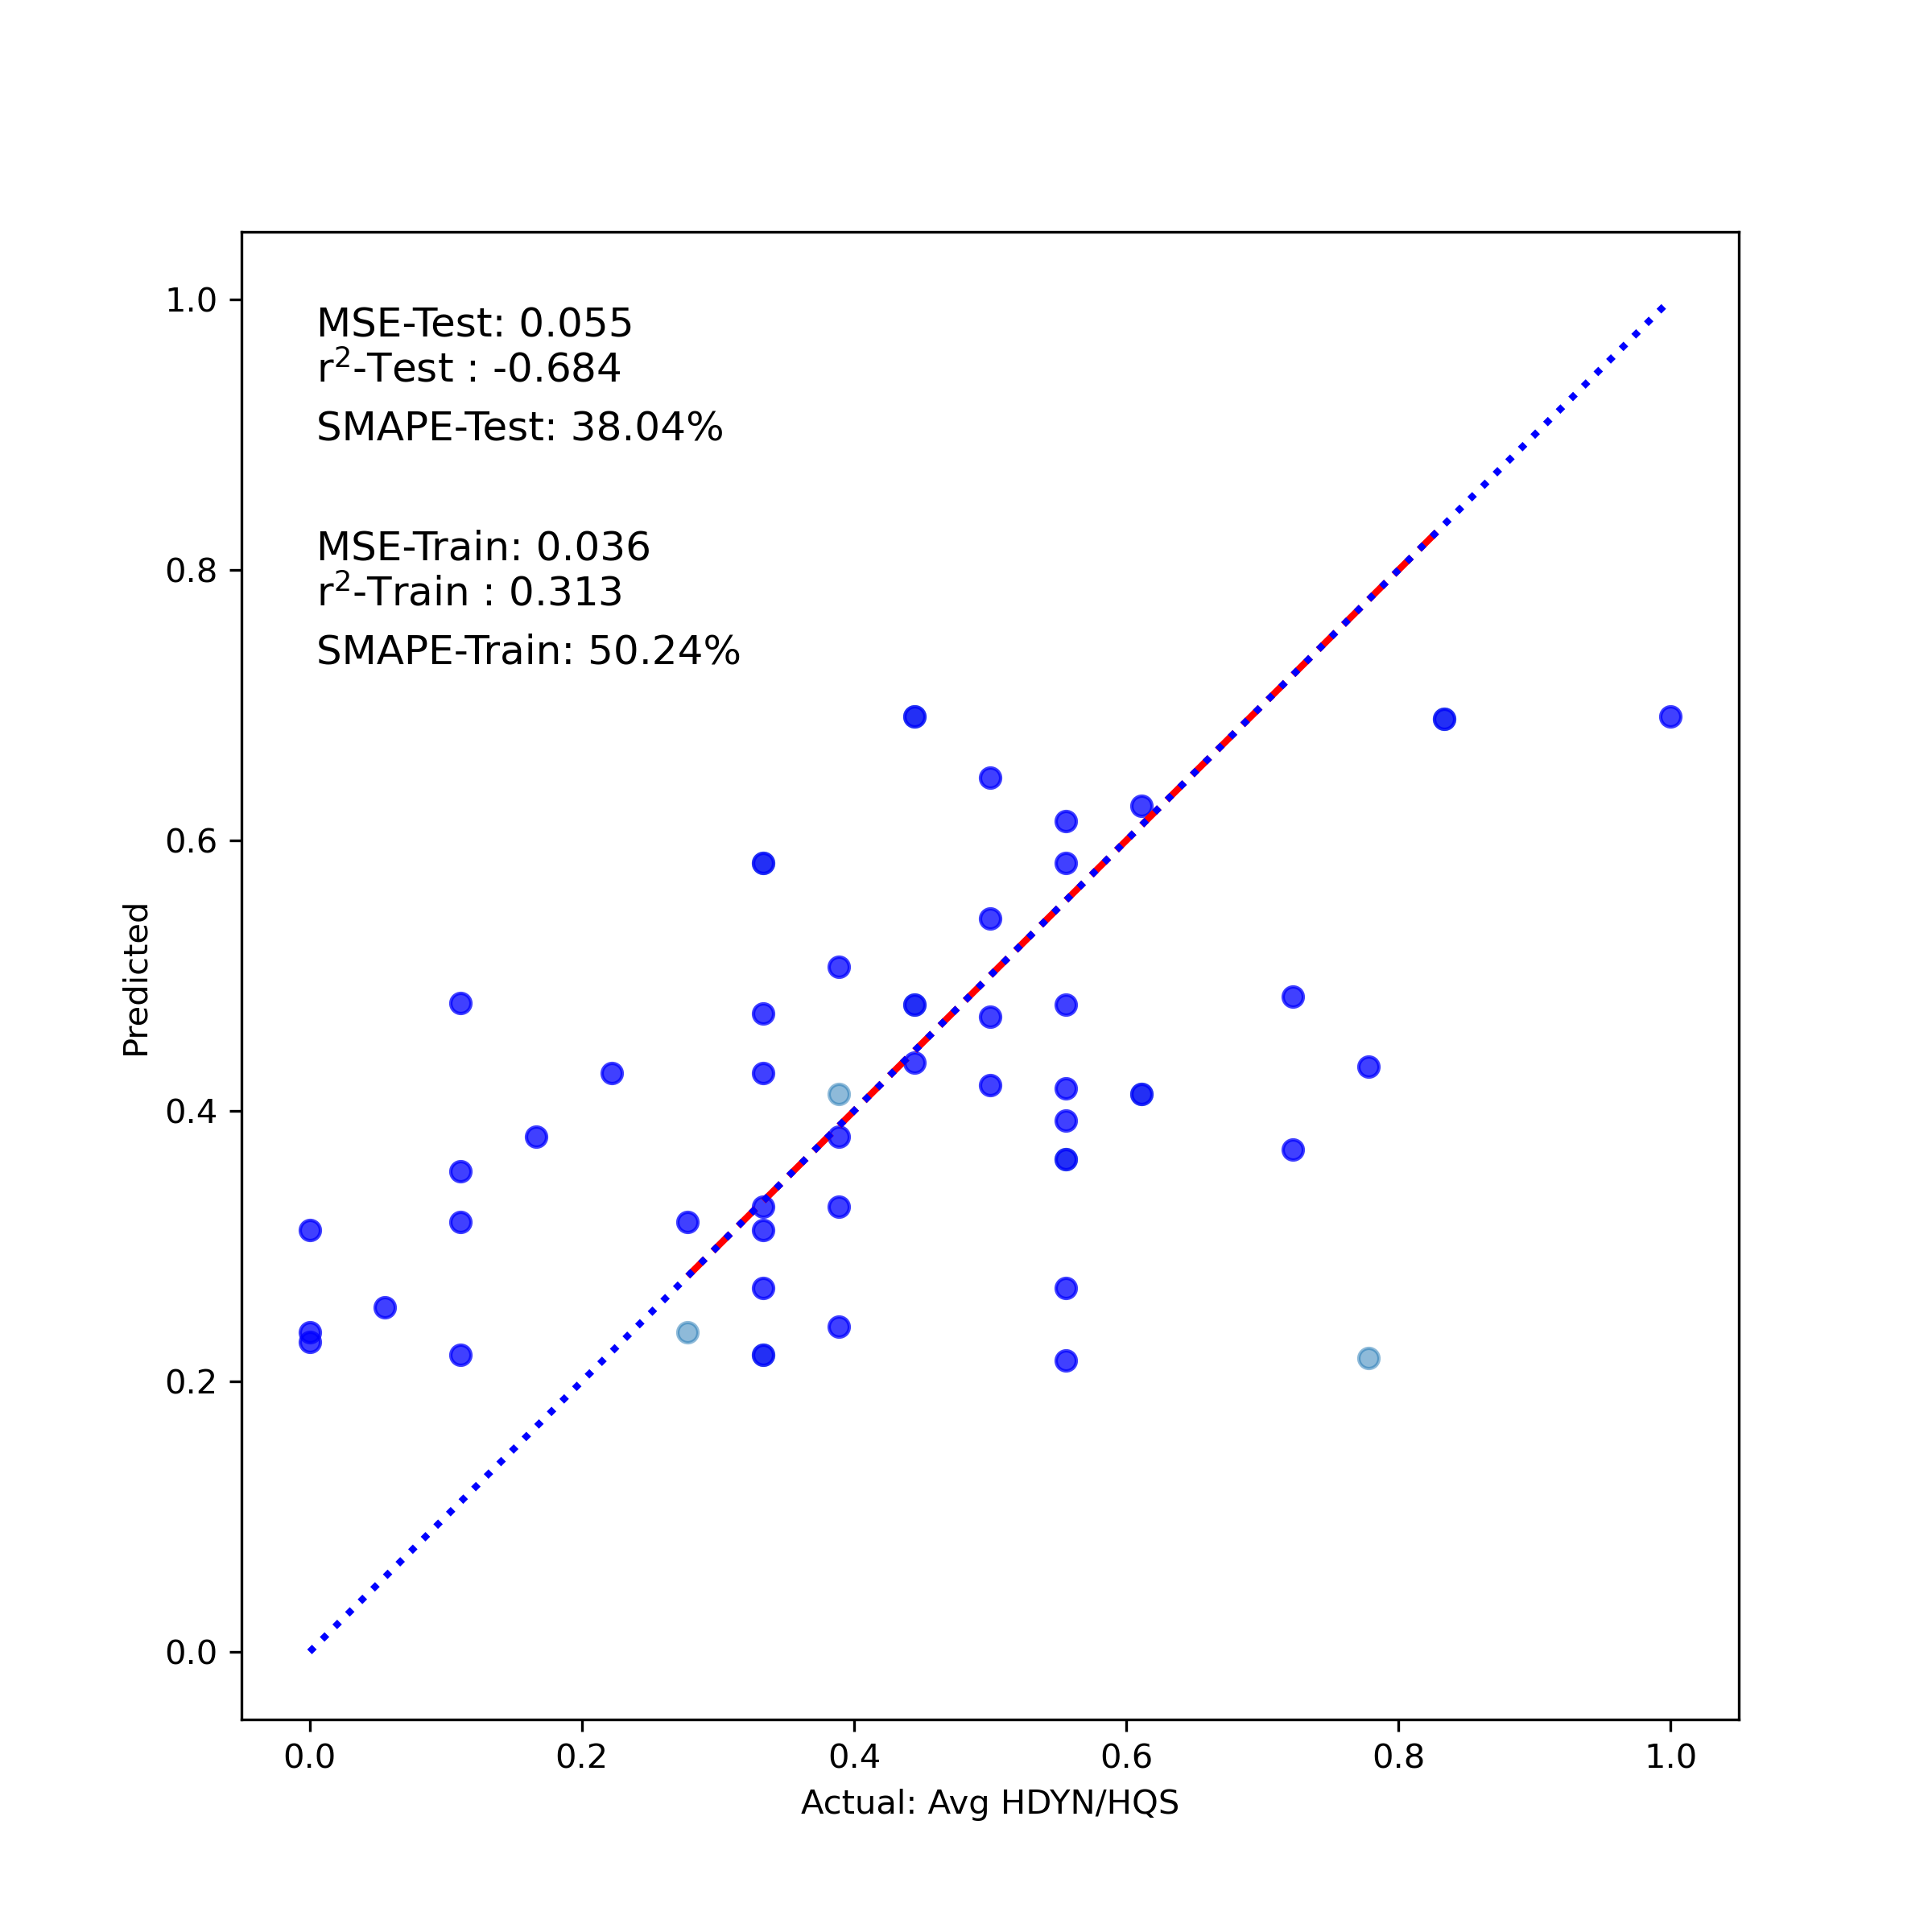 MSE-Test: 0.055
r²-Test : -0.684
SMAPE-Test: 38.04%
MSE-Train: 0.036
r²-Train : 0.313
SMAPE-Train: 50.24%
1.0
0.8
0.6
0.4
0.2
0.0
Predicted
0.0 0.2 0.4 0.6 0.8 1.0
Actual: Avg HDYN/HQS